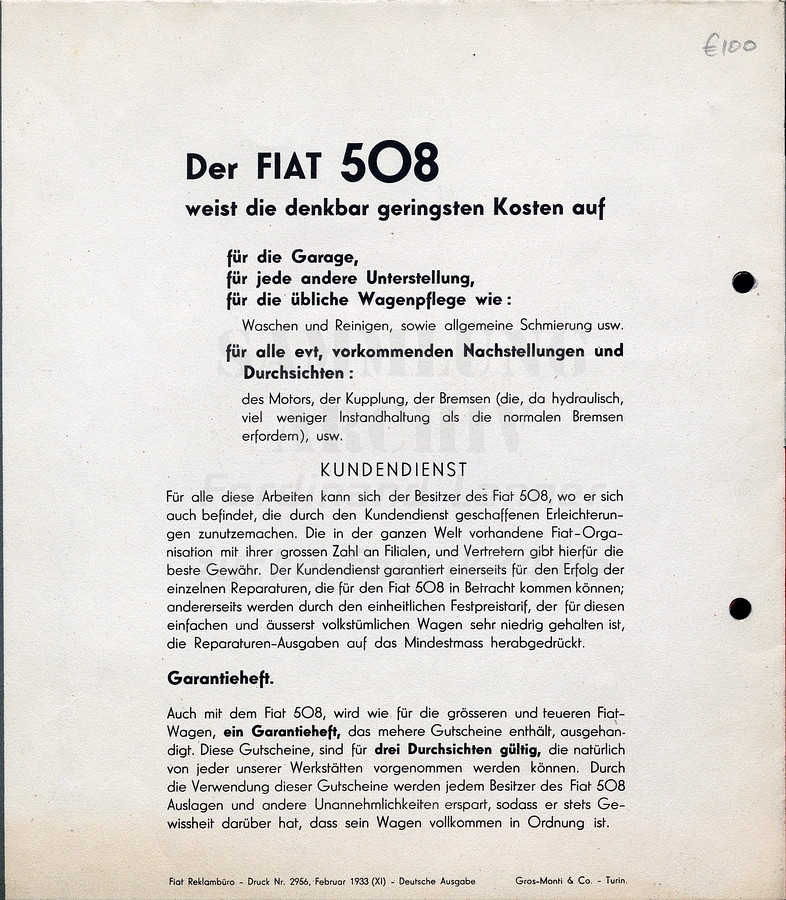 €100
Der FIAT 508
weist die denkbar geringsten Kosten auf
für die Garage,
für jede andere Unterstellung,
für die übliche Wagenpflege wie :
Waschen und Reinigen, sowie allgemeine Schmierung usw.
für alle evt, vorkommenden Nachstellungen und
Durchsichten :
des Motors, der Kupplung, der Bremsen (die, da hydraulisch,
viel weniger Instandhaltung als die normalen Bremsen
erfordern), usw.
SAMMLUNG
ARCHIV
KUNDENDIENST
Für alle diese Arbeiten kann sich der Besitzer des Fiat 508, wo er sich
auch befindet, die durch den Kundendienst geschaffenen Erleichterun-
gen zunutzemachen. Die in der ganzen Welt vorhandene Fiat-Orga-
nisation mit ihrer grossen Zahl an Filialen, und Vertretern gibt hierfür die
beste Gewähr. Der Kundendienst garantiert einerseits für den Erfolg der
einzelnen Reparaturen, die für den Fiat 508 in Betracht kommen können;
andererseits werden durch den einheitlichen Festpreistarif, der für diesen
einfachen und äusserst volkstümlichen Wagen sehr niedrig gehalten ist,
die Reparaturen-Ausgaben auf das Mindestmass herabgedrückt.
Garantieheft.
Auch mit dem Fiat 508, wird wie für die grösseren und teueren Fiat-
Wagen, ein Garantieheft, das mehere Gutscheine enthält, ausgehän-
digt. Diese Gutscheine, sind für drei Durchsichten gültig, die natürlich
von jeder unserer Werkstätten vorgenommen werden können. Durch
die Verwendung dieser Gutscheine werden jedem Besitzer des Fiat 508
Auslagen und andere Unannehmlichkeiten erspart, sodass er stets Ge-
wissheit darüber hat, dass sein Wagen vollkommen in Ordnung ist.
Fiat Reklambüro - Druck Nr. 2956, Februar 1933 (XI) - Deutsche Ausgabe Gros-Monti & Co. - Turin.